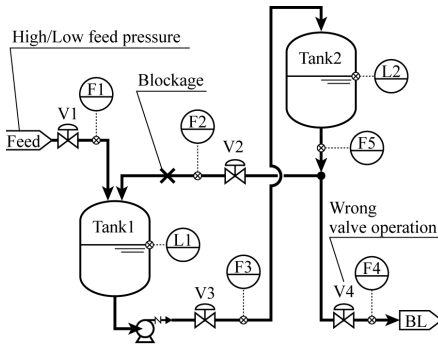 High/Low feed pressure
Tank2
L2
Blockage
F1
V1
F2
V2
F5
Feed
Wrong
valve operation
Tank1
L1
F3
V3
F4
V4
BL